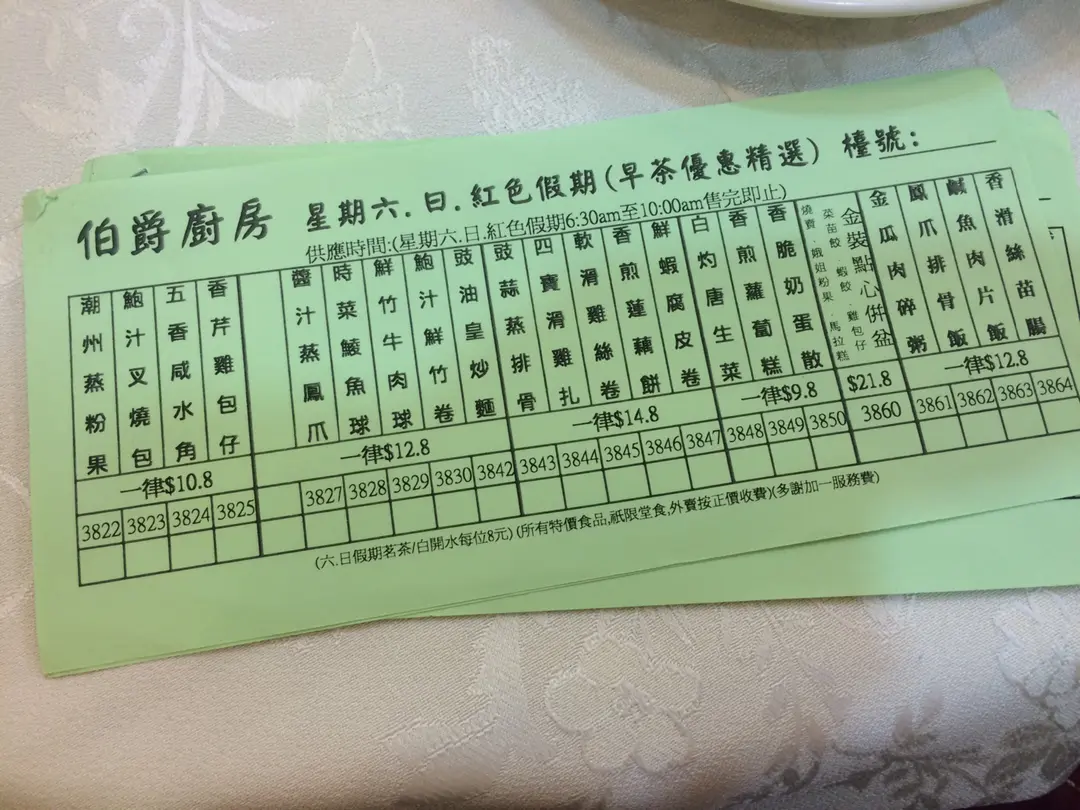 伯爵廚房 星期六.日.紅色假期(早茶優惠精選) 檯號:
供應時間:(星期六.日.紅色假期6:30am至10:00am售完即止)
潮州蒸粉果
鮑汁叉燒包
五香咸水角
香芹雞包仔
醬汁蒸鳳爪
時菜鯪魚球
鮮竹牛肉球
鮑汁鮮竹卷
豉油皇炒麵
豉蒜蒸排骨
四寶滑雞扎
軟滑雞絲卷
香煎蓮藕餅
鮮蝦腐皮卷
白灼唐生菜
香煎蘿蔔糕
香脆奶蛋散
燒賣.娥姐粉果.馬拉糕
菜苗餃.蝦餃.雞包仔
金裝點心併盆
金瓜肉碎粥
鳳爪排骨飯
鹹魚肉片飯
香滑絲苗腸
一律$10.8 一律$12.8 一律$14.8 一律$9.8 $21.8 一律$12.8
3822 3823 3824 3825 3827 3828 3829 3830 3842 3843 3844 3845 3846 3847 3848 3849 3850 3860 3861 3862 3863 3864
(六.日假期茗茶/白開水每位8元) (所有特價食品,祇限堂食,外賣按正價收費)(多謝加一服務費)